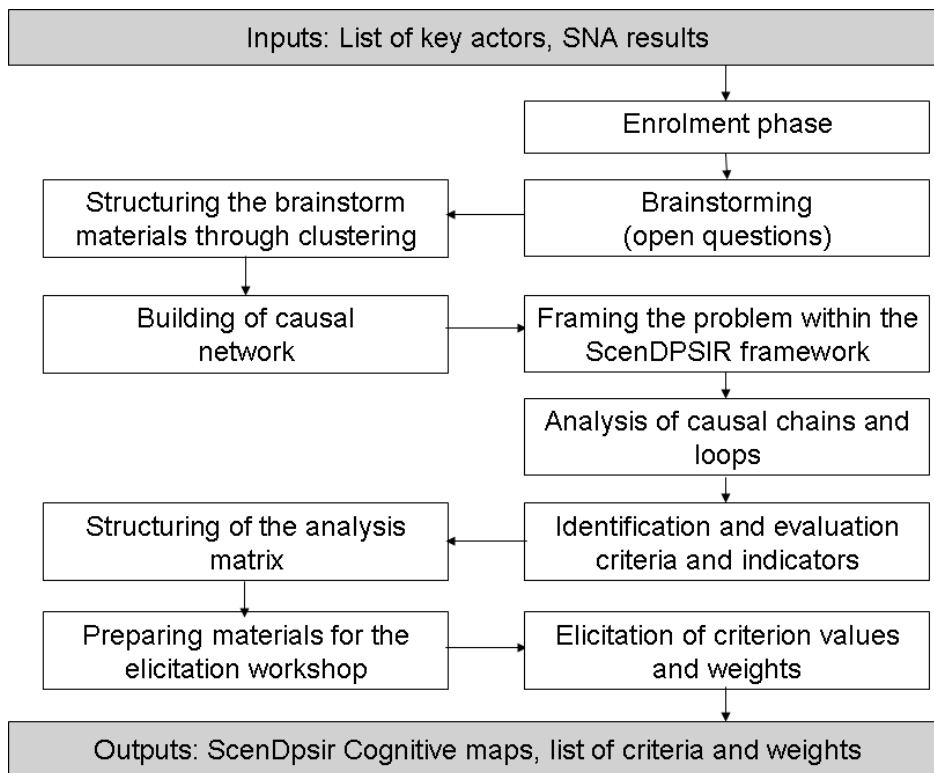 Inputs: List of key actors, SNA results
Enrolment phase
Structuring the brainstorm
materials through clustering
Brainstorming
(open questions)
Building of causal
network
Framing the problem within the
ScenDPSIR framework
Analysis of causal chains and
loops
Structuring of the analysis
matrix
Identification and evaluation
criteria and indicators
Preparing materials for the
elicitation workshop
Elicitation of criterion values
and weights
Outputs: ScenDpsir Cognitive maps, list of criteria and weights